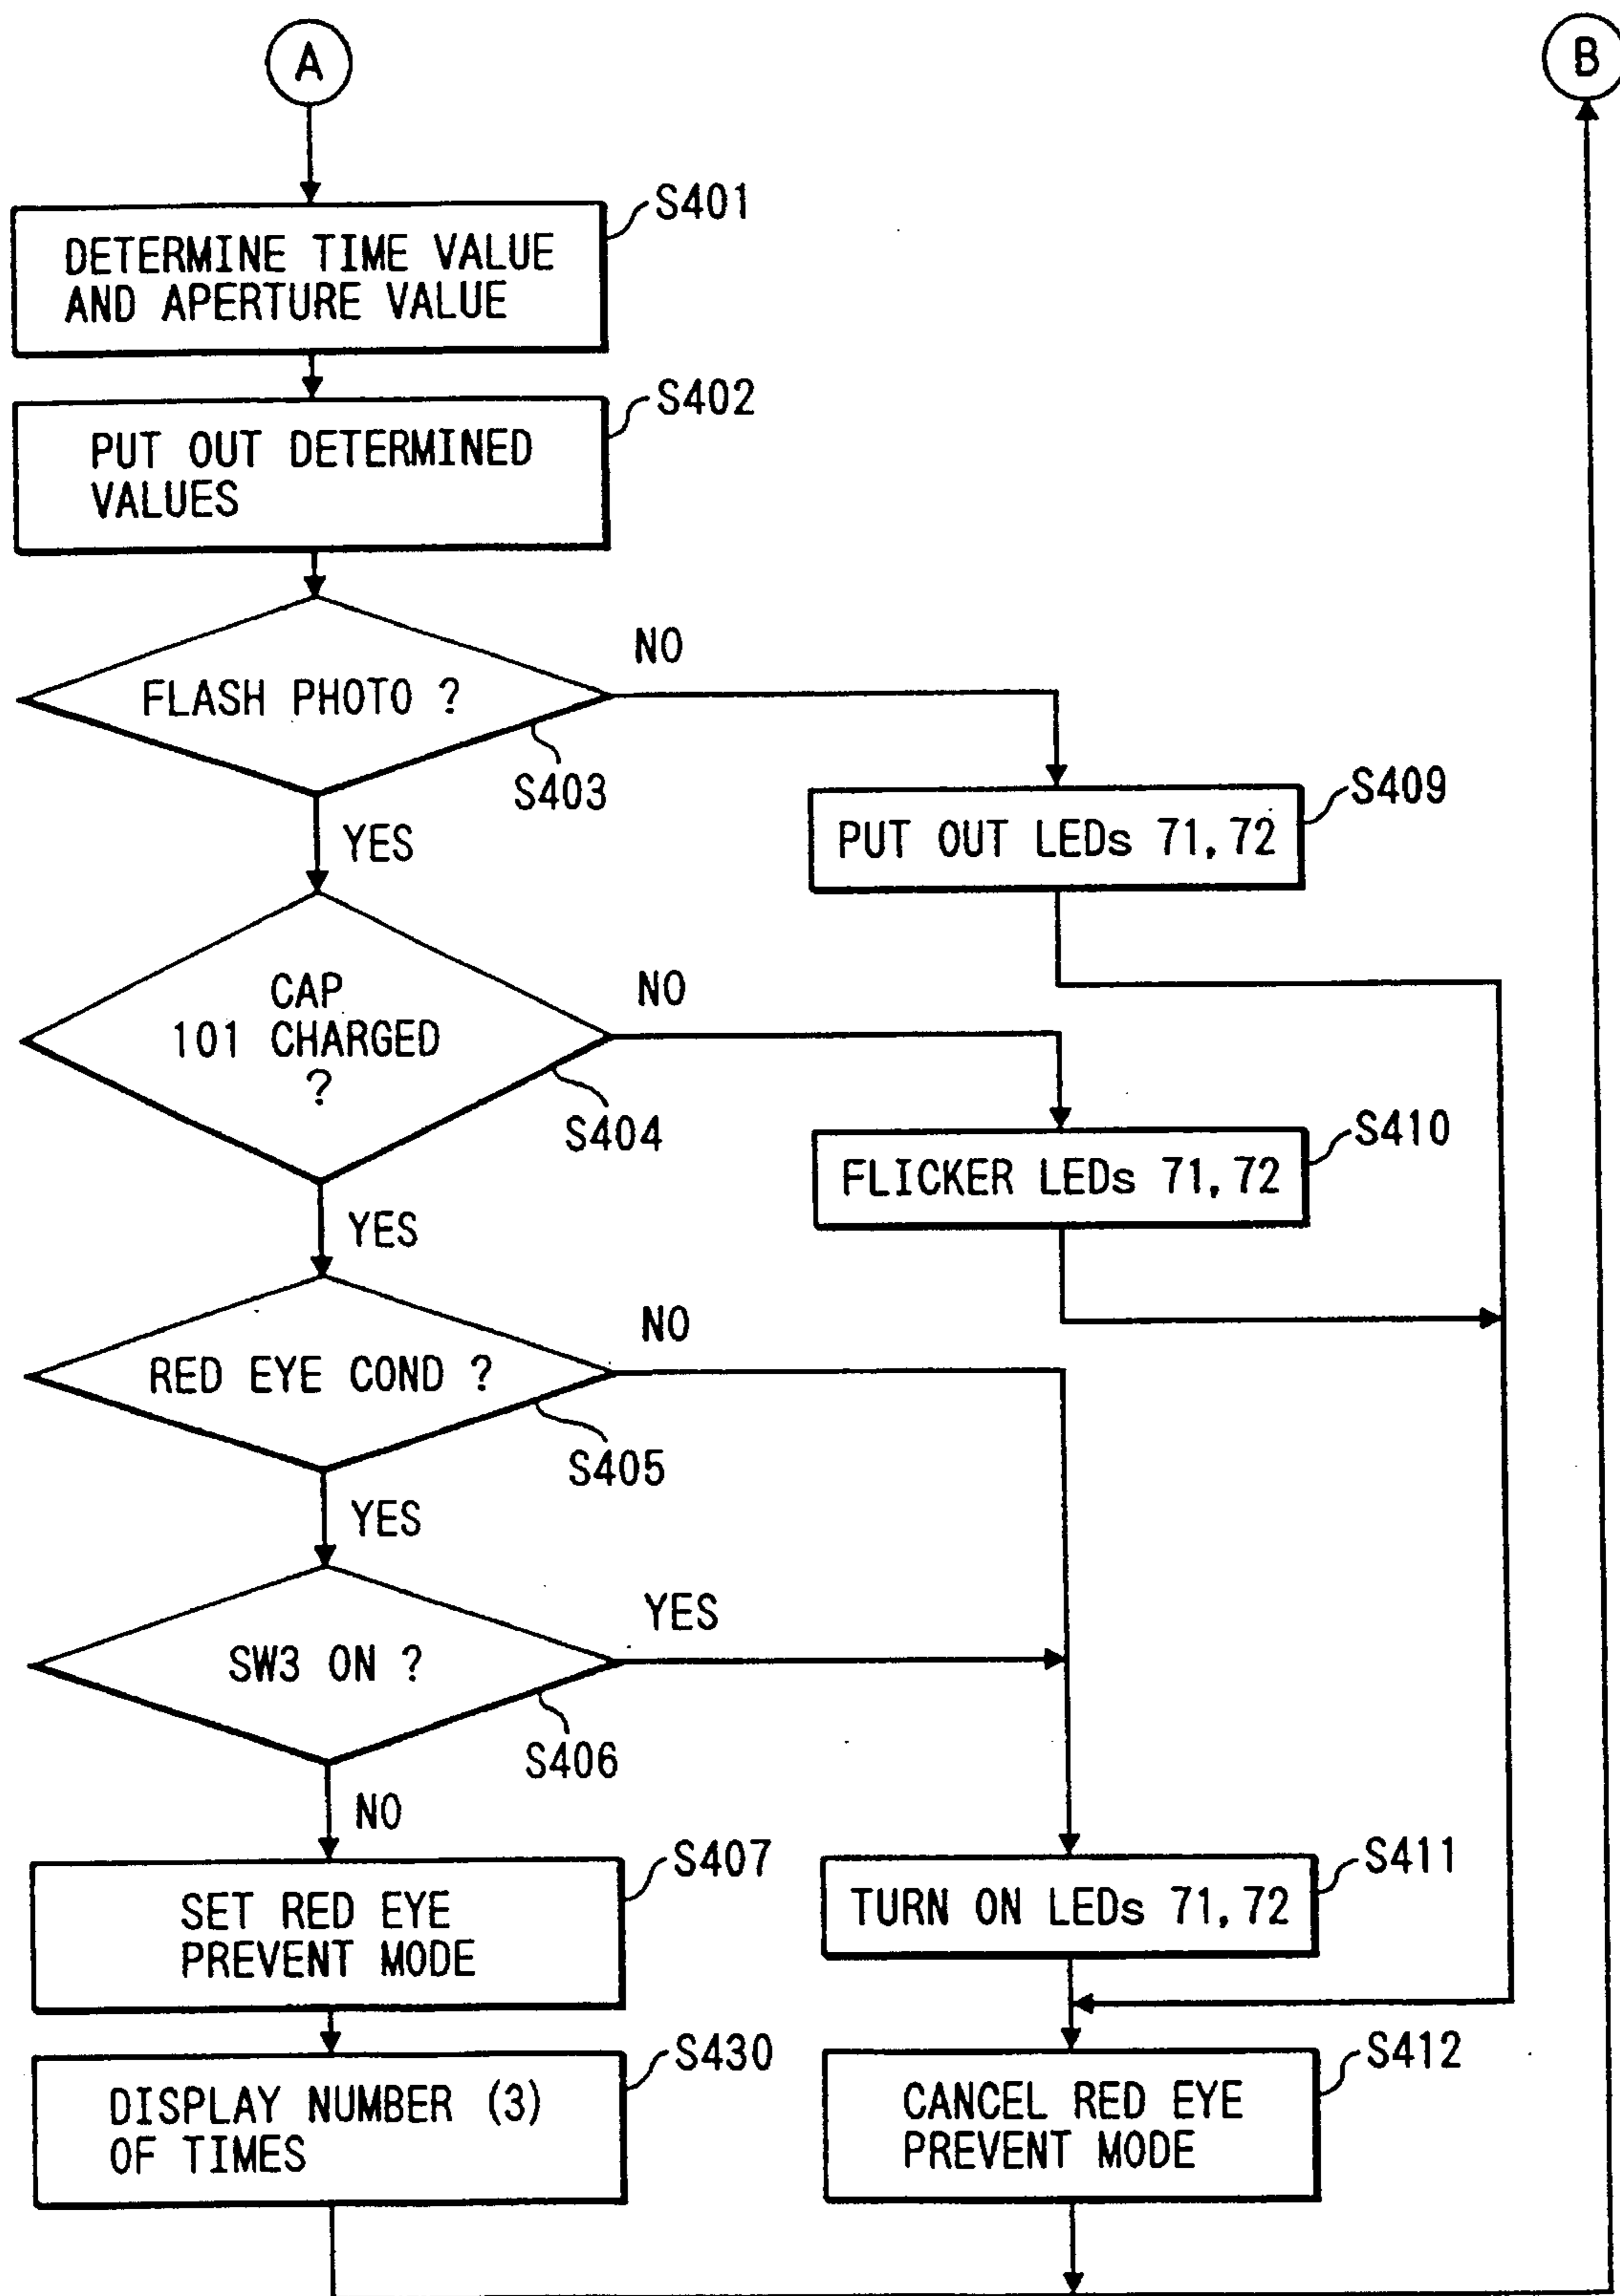 A
B
S401
DETERMINE TIME VALUE
AND APERTURE VALUE
S402
PUT OUT DETERMINED
VALUES
NO
FLASH PHOTO ?
S403
S409
PUT OUT LEDs 71, 72
YES
CAP
101 CHARGED
?
NO
S404
S410
FLICKER LEDs 71, 72
YES
NO
RED EYE COND ?
S405
YES
YES
SW3 ON ?
S406
NO
S407
SET RED EYE
PREVENT MODE
S411
TURN ON LEDs 71, 72
S430
DISPLAY NUMBER (3)
OF TIMES
S412
CANCEL RED EYE
PREVENT MODE